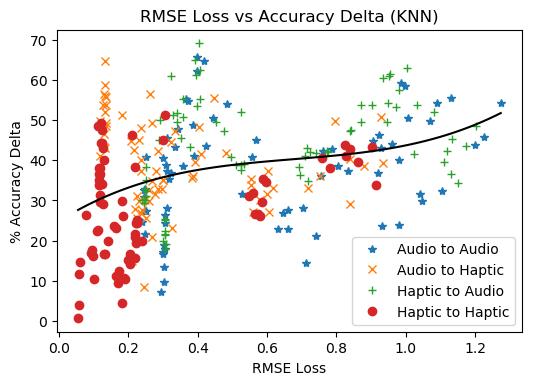 RMSE Loss vs Accuracy Delta (KNN)
% Accuracy Delta
70
60
50
40
30
20
10
0
0.0 0.2 0.4 0.6 0.8 1.0 1.2
RMSE Loss
Audio to Audio
Audio to Haptic
Haptic to Audio
Haptic to Haptic